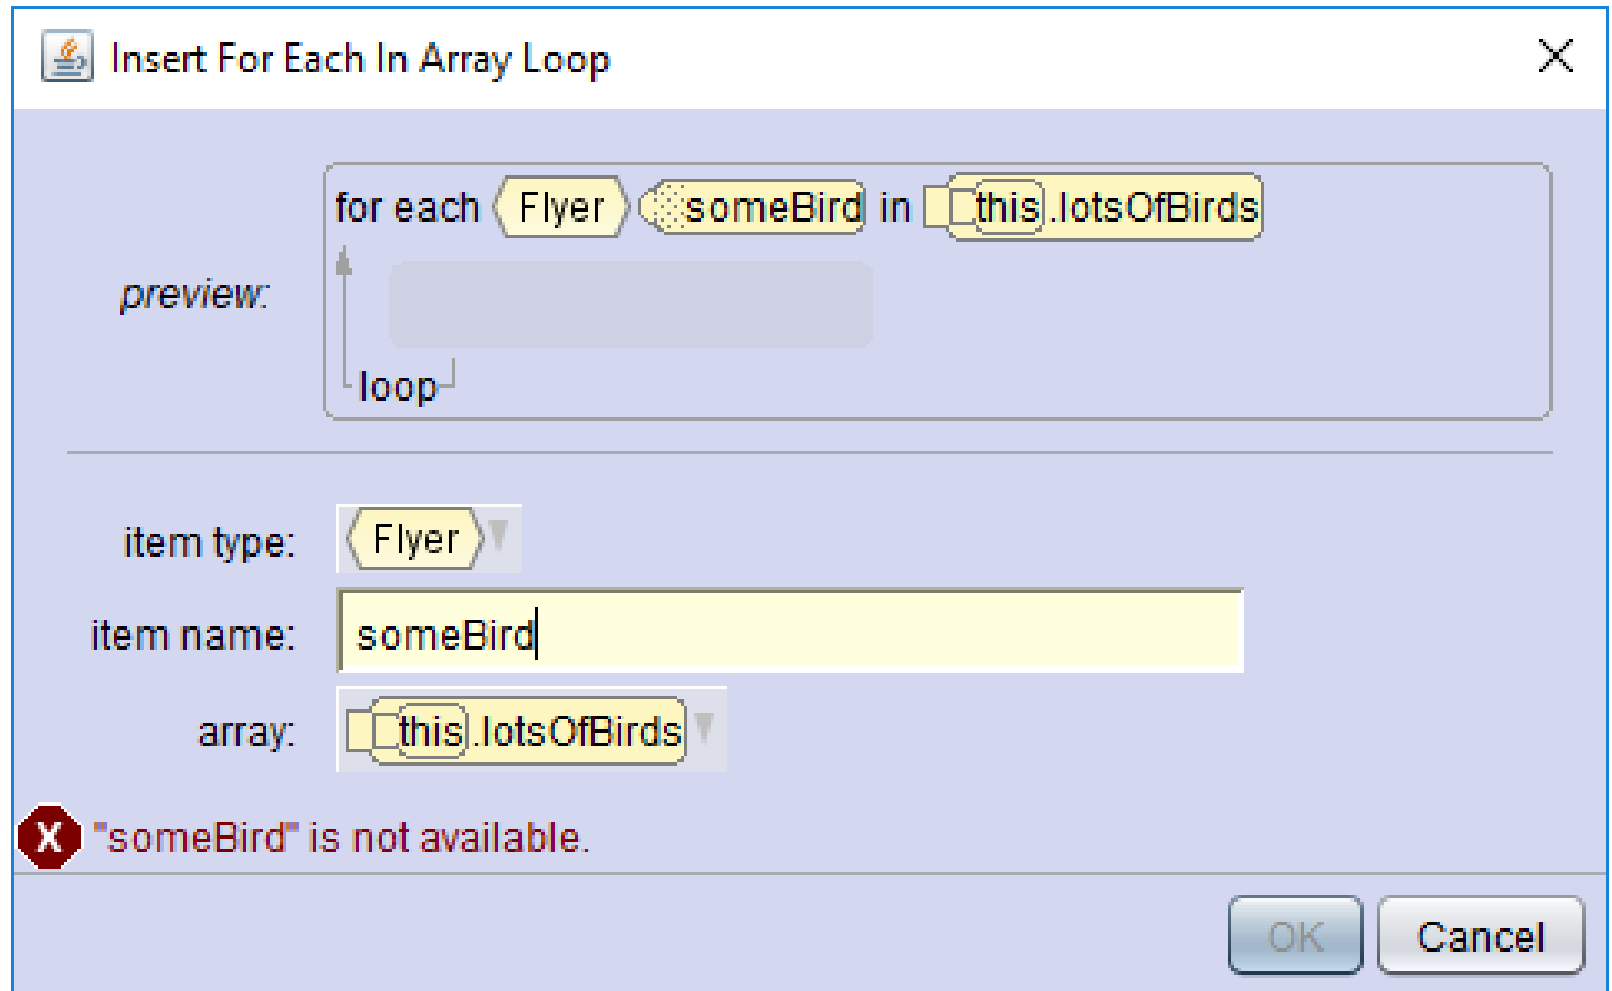 Insert For Each In Array Loop
for each Flyer someBird in this.lotsOfBirds
preview:
loop
item type: Flyer
item name: someBird
array: this.lotsOfBirds
X "someBird" is not available.
OK Cancel